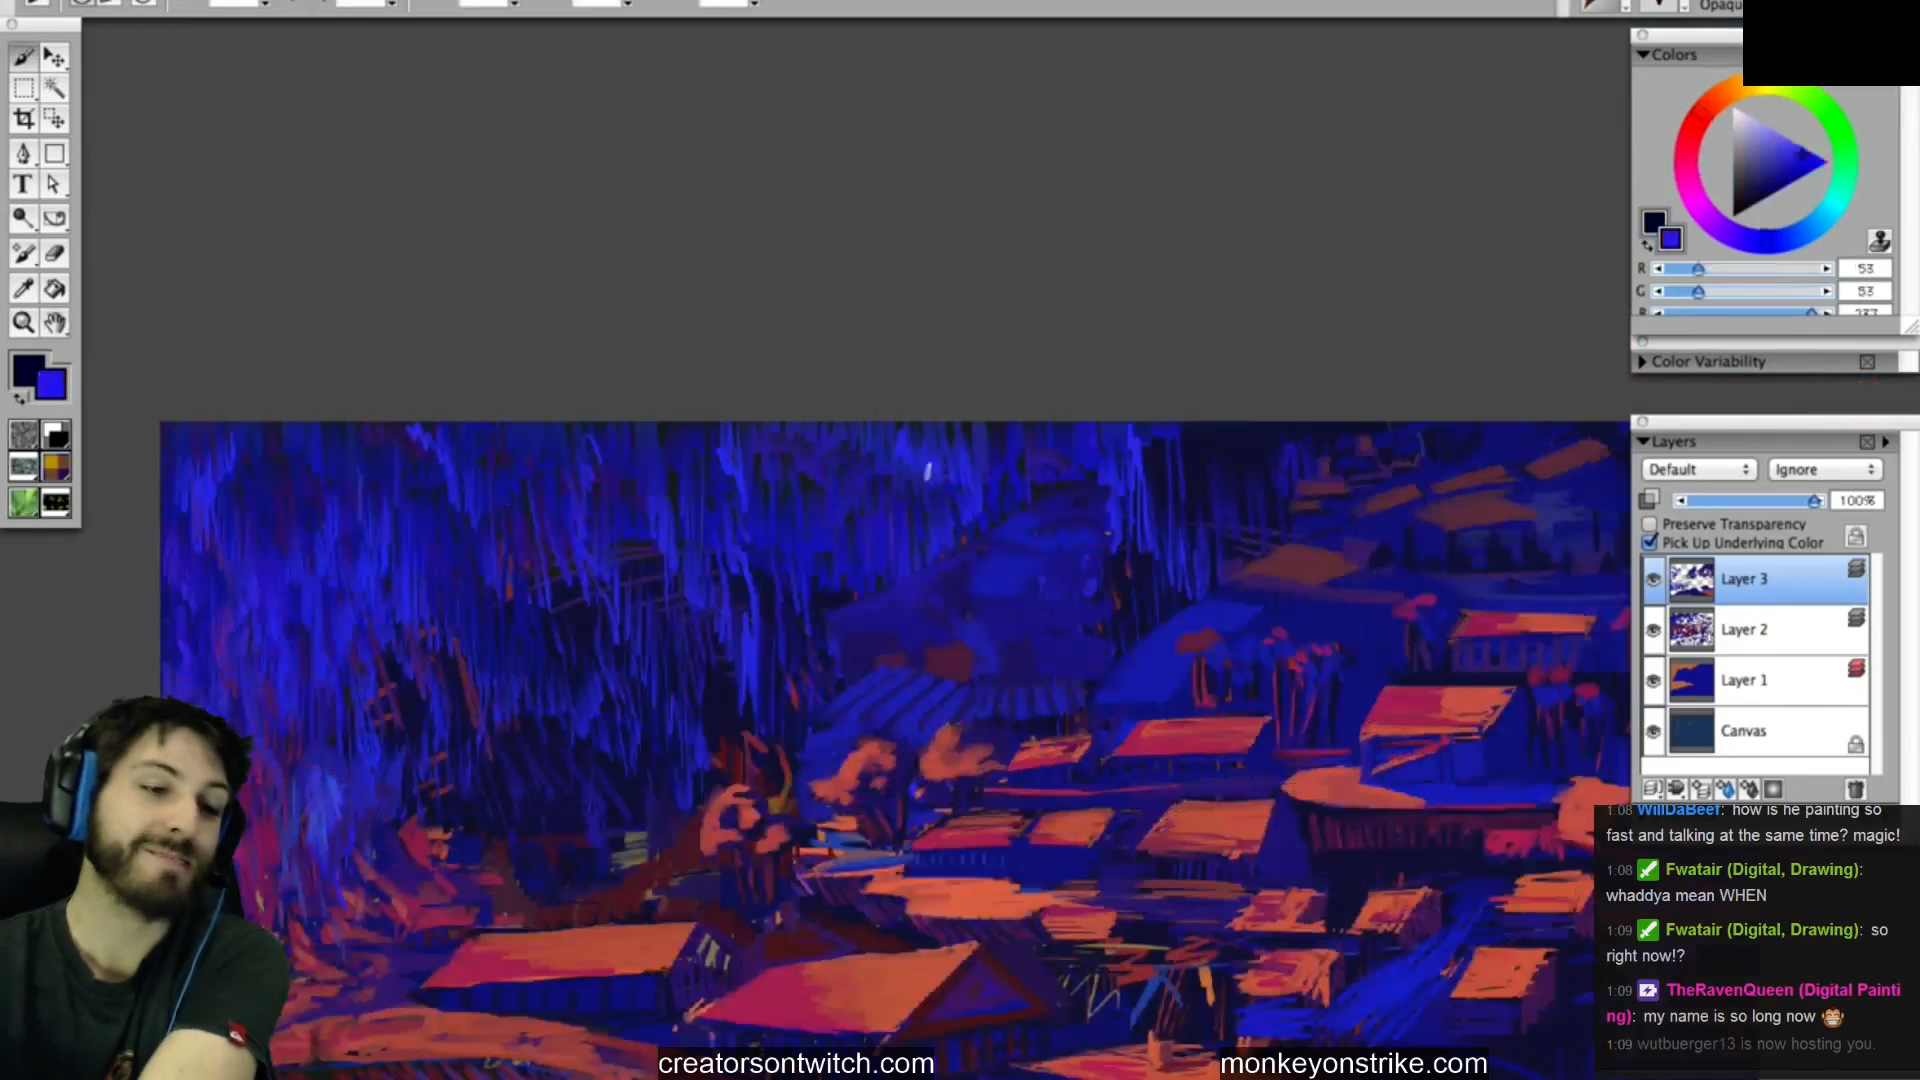 Opaqu
Colors
R 53
G 53
B 237
Color Variability
Layers
Default Ignore
100%
Preserve Transparency
Pick Up Underlying Color
Layer 3
Layer 2
Layer 1
Canvas
T
1:08 WillDaBeef: how is he painting so
fast and talking at the same time? magic!
1:08 Fwatair (Digital, Drawing):
whaddya mean WHEN
1:09 Fwatair (Digital, Drawing): so
right now!?
1:09 TheRavenQueen (Digital Painti
ng): my name is so long now
1:09 wutbuerger13 is now hosting you.
creatorsontwitch.com
monkeyonstrike.com